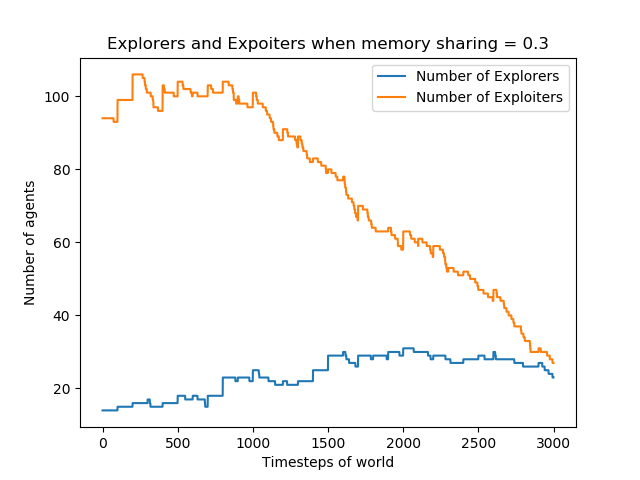 Explorers and Expoiters when memory sharing = 0.3
Number of Explorers
Number of Exploiters
100
80
60
40
20
Number of agents
0 500 1000 1500 2000 2500 3000
Timesteps of world